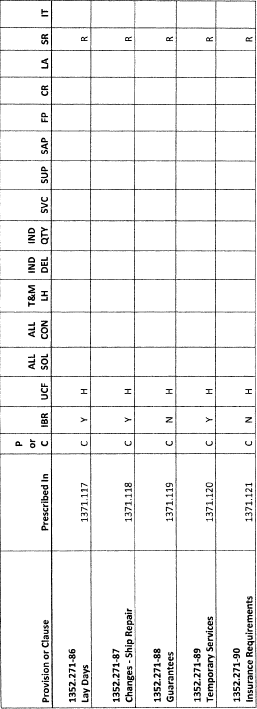 Provision or Clause Prescribed In P or C IBR UCF ALL SOL ALL CON T&M LH IND DEL IND QTY SVC SUP SAP FP CR LA SR IT
1352.271-86 Lay Days 1371.117 C Y H R
1352.271-87 Changes - Ship Repair 1371.118 C Y H R
1352.271-88 Guarantees 1371.119 C N H R
1352.271-89 Temporary Services 1371.120 C Y H R
1352.271-90 Insurance Requirements 1371.121 C N H R